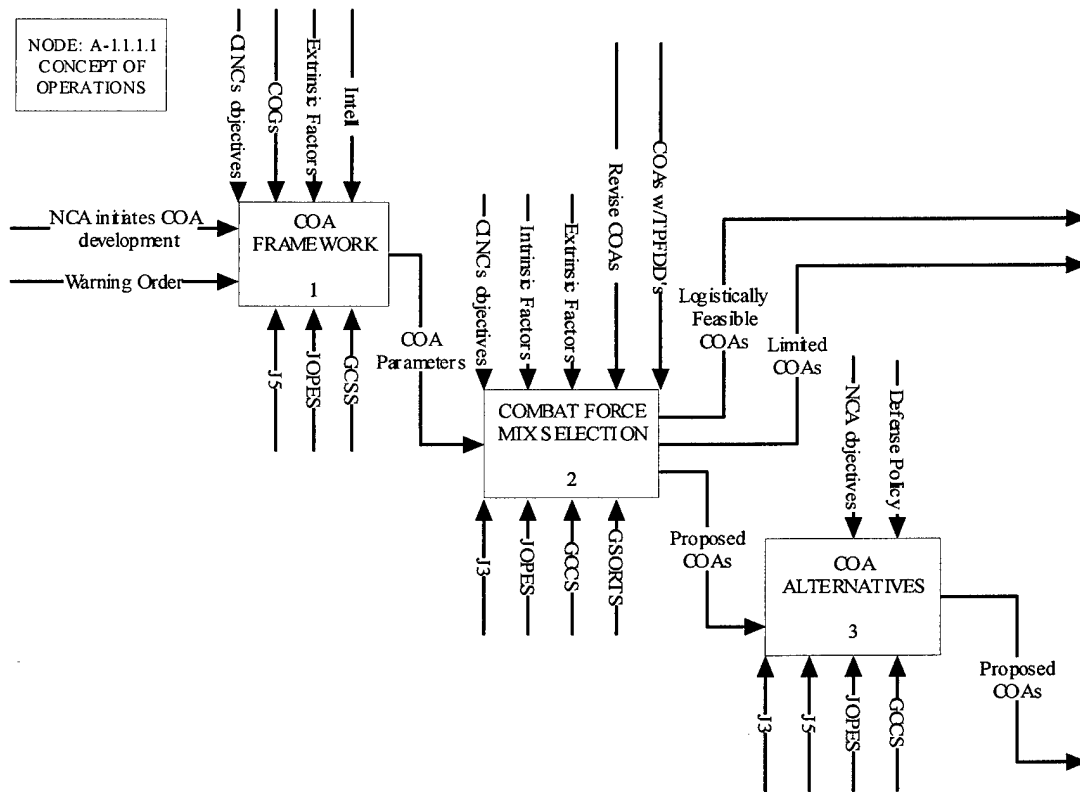 NODE: A-1.1.1.1
CONCEPT OF
OPERATIONS
CINC's objectives
COGs
Extrinsic Factors
Intell
NCA initiates COA
development
Warning Order
COA
FRAMEWORK
1
J5
JOPES
GCSS
COA
Parameters
CINC's objectives
Intrinsic Factors
Extrinsic Factors
Revise COAs
COAs w/TPFDD's
COMBAT FORCE
MIX SELECTION
2
J3
JOPES
GCCS
GSORTS
Logistically
Feasible
COAs
Limited
COAs
Proposed
COAs
NCA objectives
Defense Policy
COA
ALTERNATIVES
3
J3
J5
JOPES
GCCS
Proposed
COAs